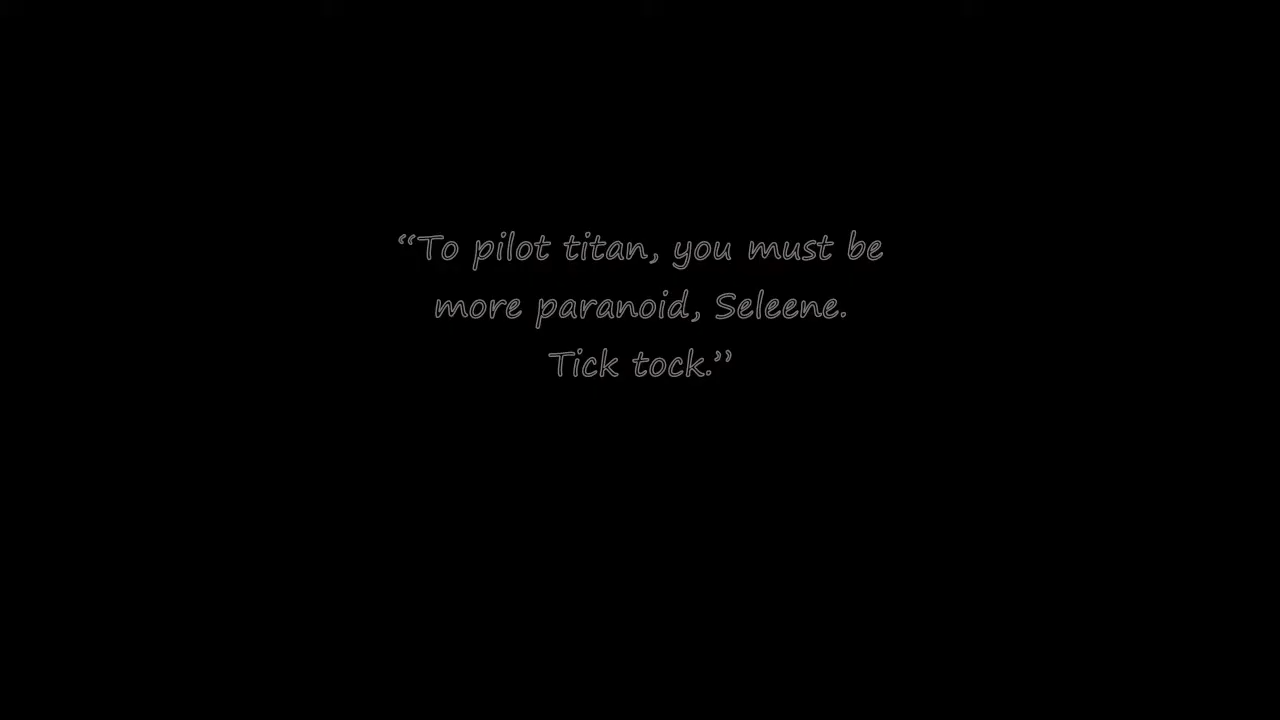 “To pilot titan, you must be
more paranoid, Seleene.
Tick tock.”